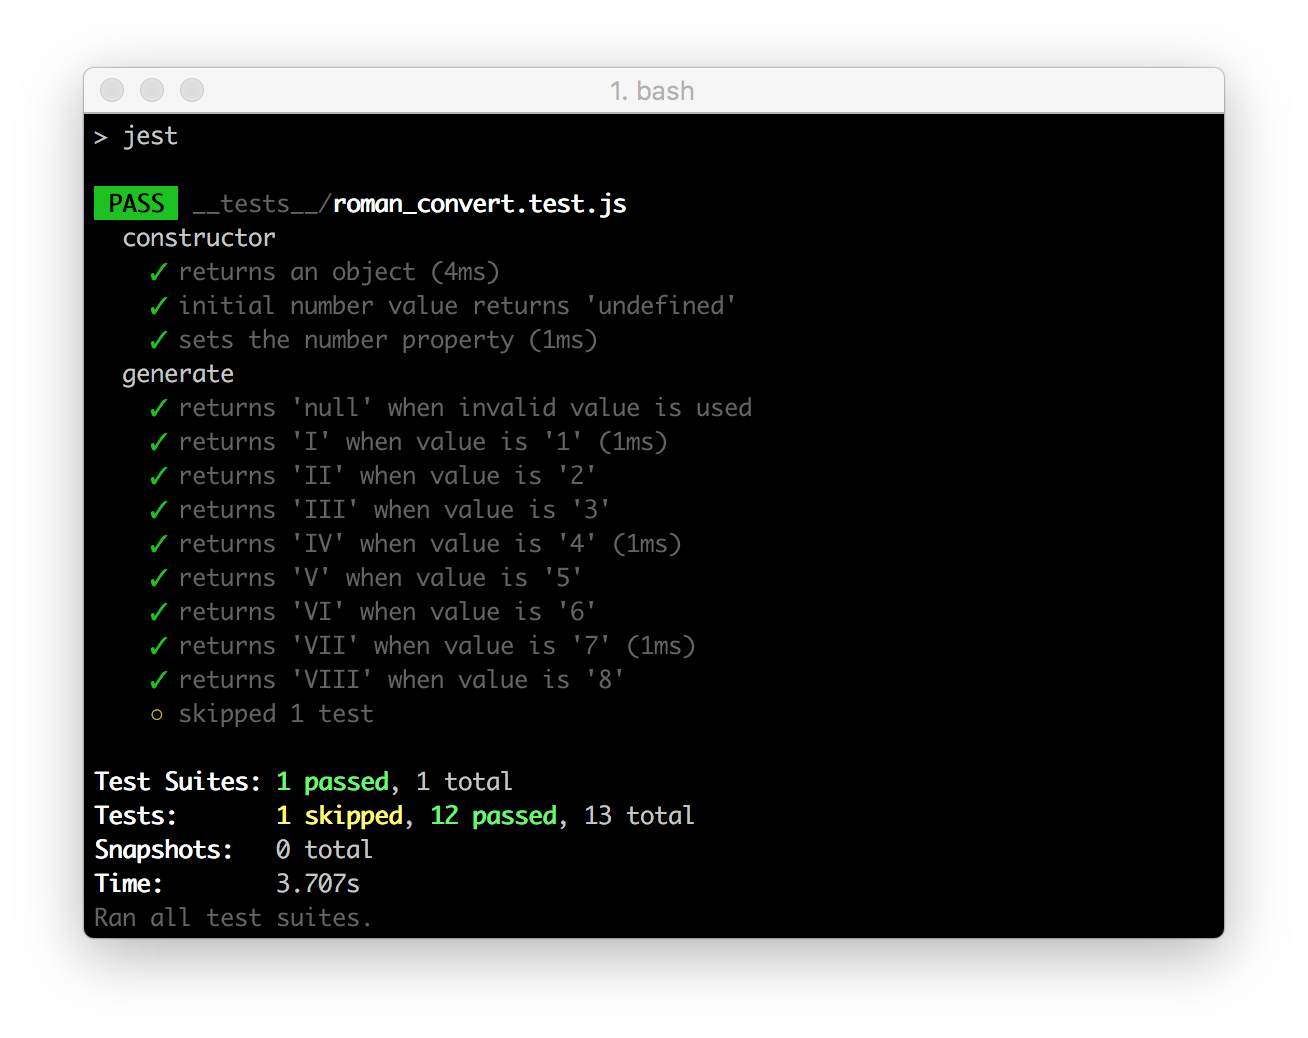 1. bash
> jest
PASS __tests__/roman_convert.test.js
constructor
✓ returns an object (4ms)
✓ initial number value returns 'undefined'
✓ sets the number property (1ms)
generate
✓ returns 'null' when invalid value is used
✓ returns 'I' when value is '1' (1ms)
✓ returns 'II' when value is '2'
✓ returns 'III' when value is '3'
✓ returns 'IV' when value is '4' (1ms)
✓ returns 'V' when value is '5'
✓ returns 'VI' when value is '6'
✓ returns 'VII' when value is '7' (1ms)
✓ returns 'VIII' when value is '8'
○ skipped 1 test
Test Suites: 1 passed, 1 total
Tests: 1 skipped, 12 passed, 13 total
Snapshots: 0 total
Time: 3.707s
Ran all test suites.